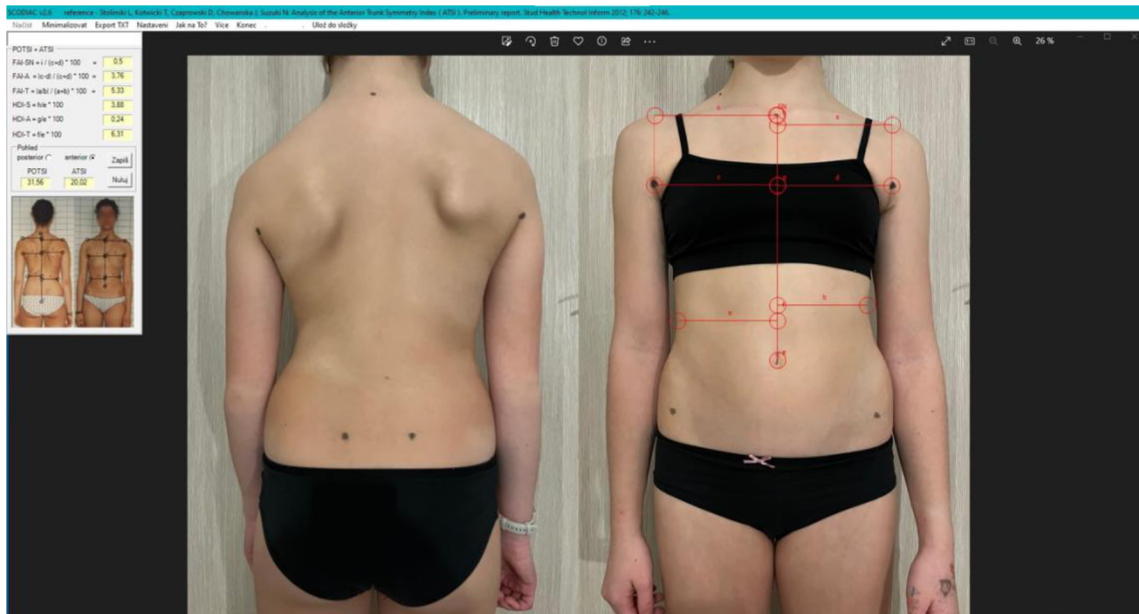 SCODIAC v2.6 reference - Stolinski L, Kotwicki T, Czaprowski D, Chowanska J, Suzuki N: Analysis of the Anterior Trunk Symmetry Index ( ATSI ). Preliminary report. Stud Health Technol Inform 2012; 176: 242-246.
Načíst Minimalizovat Export TXT Nastavení Jak na To? Více Konec Ulož do složky
26 %
POTSI + ATSI
FAI-SN = i / (c+d) * 100 = 0,5
FAI-A = |c-d| / (c+d) * 100 = 3,76
FAI-T = |a-b| / (a+b) * 100 = 5,33
HDI-S = h/e * 100 3,88
HDI-A = g/e * 100 0,24
HDI-T = f/e * 100 6,31
Pohled
posterior anterior Zapiš
POTSI ATSI
31,56 20,02 Nuluj
c d
b